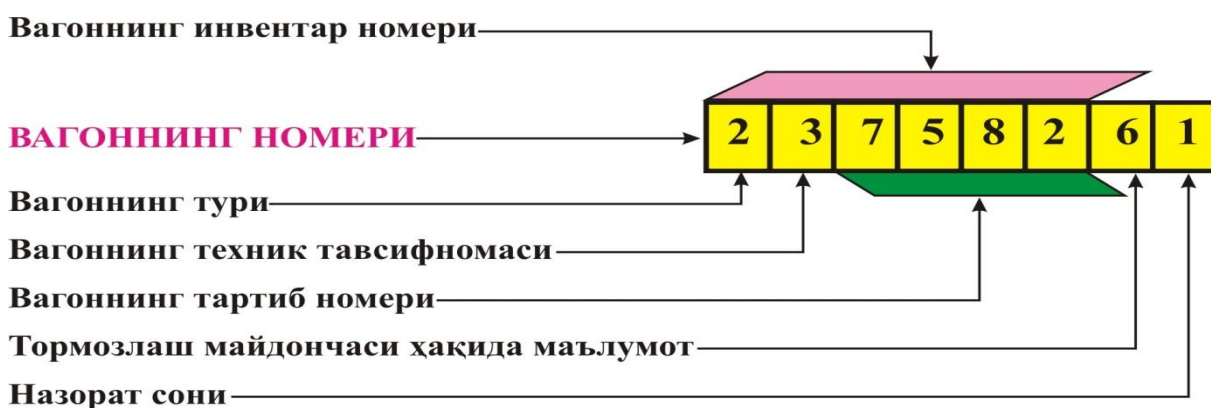 Вагоннинг инвентар номери
ВАГОННИНГ НОМЕРИ 2 3 7 5 8 2 6 1
Вагоннинг тури
Вагоннинг техник тавсифномаси
Вагоннинг тартиб номери
Тормозлаш майдончаси ҳақида маълумот
Назорат сони